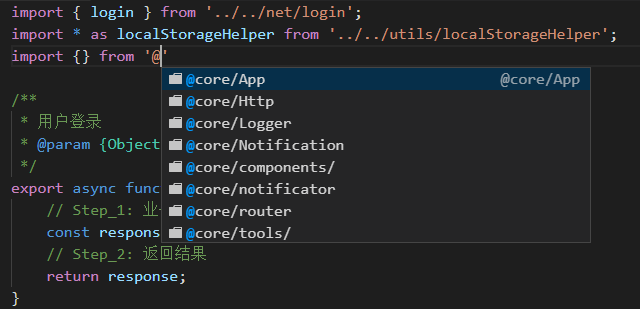 import { login } from '../../net/login';
import * as localStorageHelper from '../../utils/localStorageHelper';
import {} from '@'
@core/App @core/App
@core/Http
/**
@core/Logger
* 用户登录
@core/Notification
* @param {Object
@core/components/
*/
@core/notificator
export async func
@core/router
// Step_1: 业
@core/tools/
const respons
// Step_2: 返回结果
return response;
}